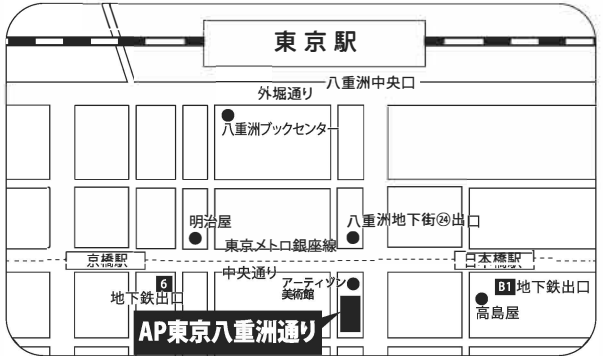 東京駅
八重洲中央口
外堀通り
八重洲ブックセンター
明治屋
八重洲地下街㉔出口
東京メトロ銀座線
京橋駅
日本橋駅
中央通り
6
地下鉄出口
アーティゾン
美術館
B1 地下鉄出口
高島屋
AP東京八重洲通り